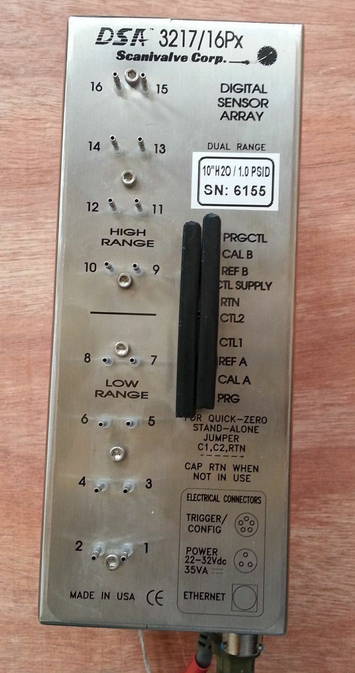 DSA™ 3217/16Px
Scanivalve Corp.
16 15
DIGITAL
SENSOR
ARRAY
14 13
DUAL RANGE
10"H2O / 1.0 PSID
SN: 6155
12 11
HIGH
RANGE
10 9
PRGCTL
CAL B
REF B
CTL SUPPLY
RTN
CTL2
CTL1
REF A
CAL A
PRG
8 7
LOW
RANGE
6 5
FOR QUICK-ZERO
STAND-ALONE
JUMPER
C1,C2,RTN
CAP RTN WHEN
NOT IN USE
4 3
ELECTRICAL CONNECTORS
TRIGGER/
CONFIG
POWER
22-32Vdc
35VA
ETHERNET
2 1
MADE IN USA CE